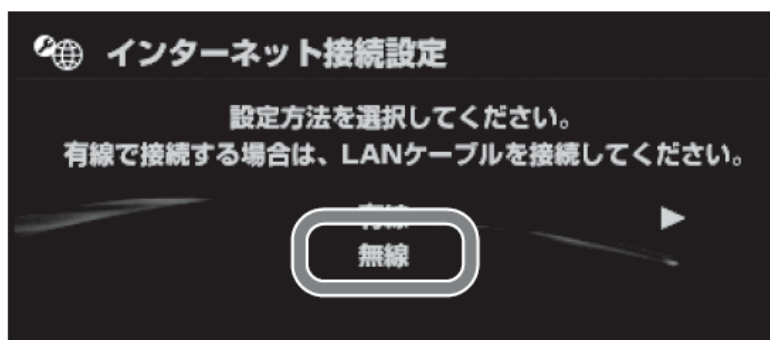 インターネット接続設定
設定方法を選択してください。
有線で接続する場合は、LANケーブルを接続してください。
有線
無線